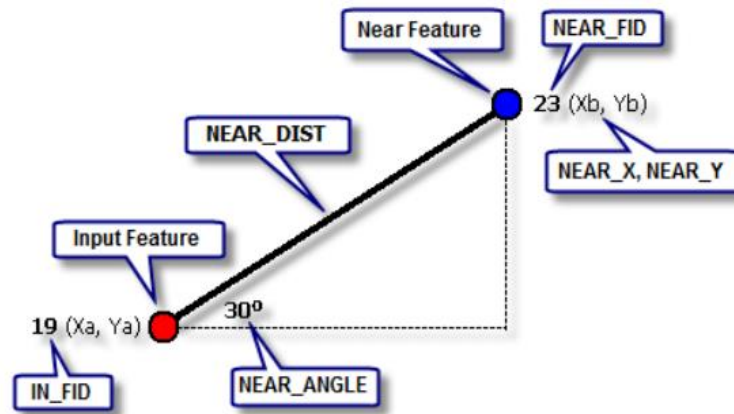 Near Feature
NEAR_FID
23 (Xb, Yb)
NEAR_DIST
NEAR_X, NEAR_Y
Input Feature
30º
19 (Xa, Ya)
IN_FID
NEAR_ANGLE